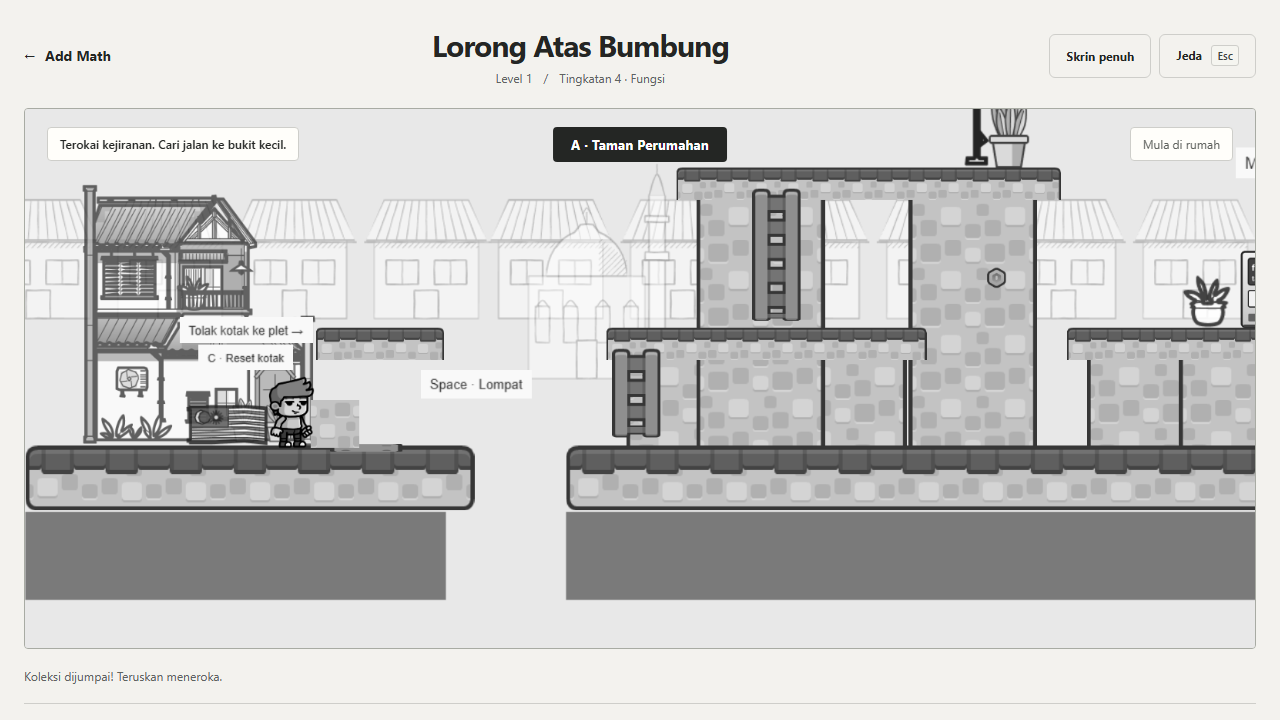 ← Add Math
Lorong Atas Bumbung
Level 1 / Tingkatan 4 · Fungsi
Skrin penuh
Jeda Esc
Terokai kejiranan. Cari jalan ke bukit kecil.
A · Taman Perumahan
Mula di rumah
M
Tolak kotak ke plet →
C · Reset kotak
Space · Lompat
Koleksi dijumpai! Teruskan meneroka.